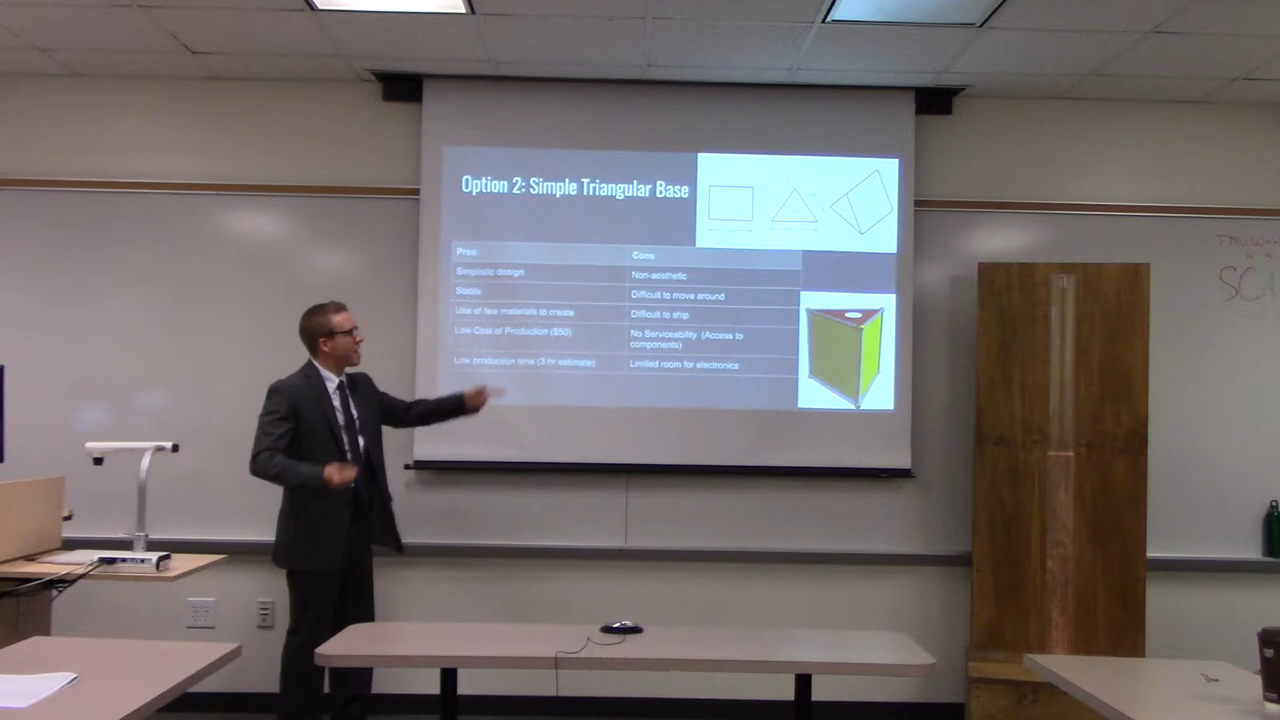 Option 2: Simple Triangular Base
Pros
Cons
Simplistic design
Non-aesthetic
Stable
Difficult to move around
Use of few materials to create
Difficult to ship
Low Cost of Production ($50)
No Serviceability (Access to
components)
Low production time (3 hr estimate)
Limited room for electronics